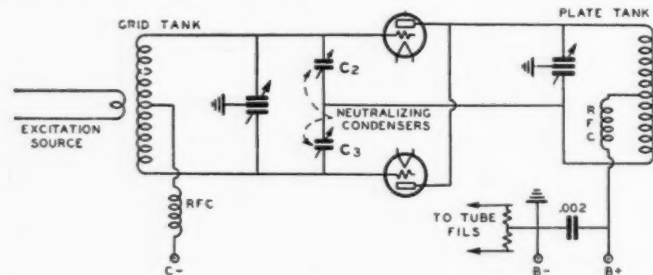 GRID TANK
PLATE TANK
C2
NEUTRALIZING
CONDENSERS
C3
EXCITATION
SOURCE
RFC
R
F
C
TO TUBE
FILS
.002
C-
B-
B+